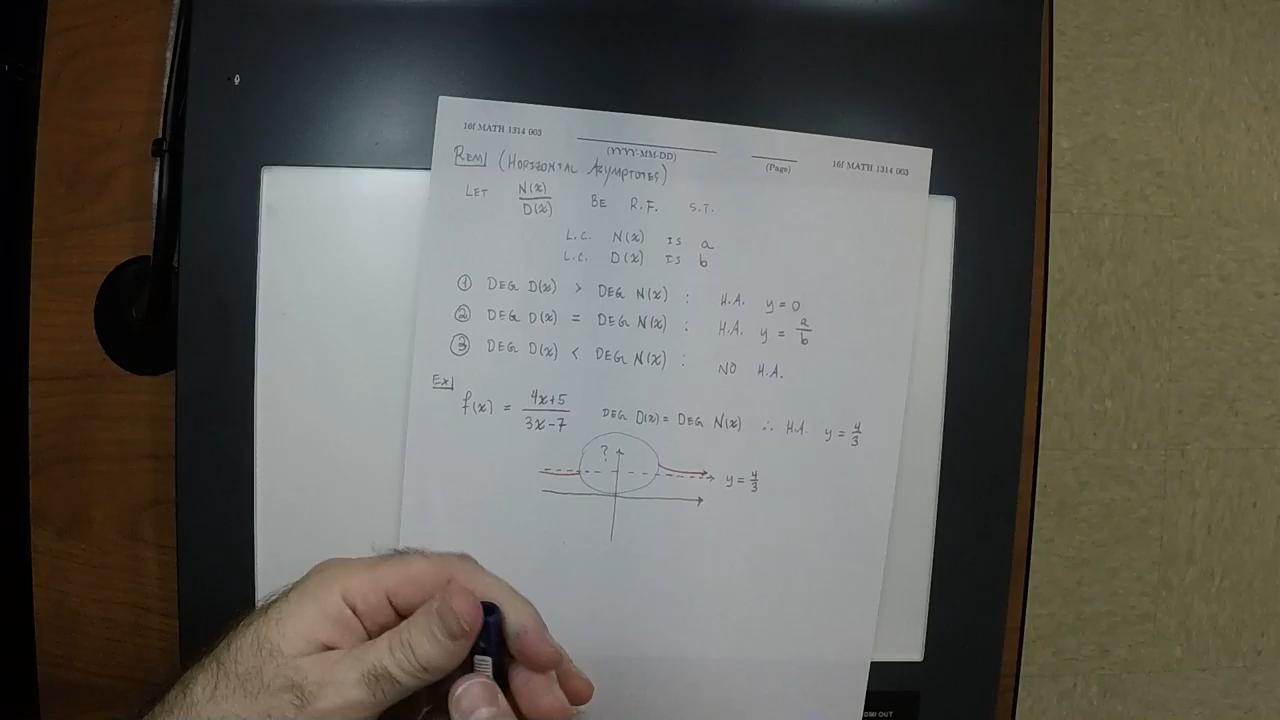 16f MATH 1314 003
(YYYY-MM-DD)
(Page)
16f MATH 1314 003
REM (HORIZONTAL ASYMPTOTES)
LET N(x)/D(x) BE R.F. S.T.
L.C. N(x) IS a
L.C. D(x) IS b
① DEG D(x) > DEG N(x) : H.A. y = 0
② DEG D(x) = DEG N(x) : H.A. y = a/b
③ DEG D(x) < DEG N(x) : NO H.A.
EX
f(x) = (4x+5)/(3x-7) DEG D(x) = DEG N(x) ∴ H.A. y = 4/3
?
y = 4/3